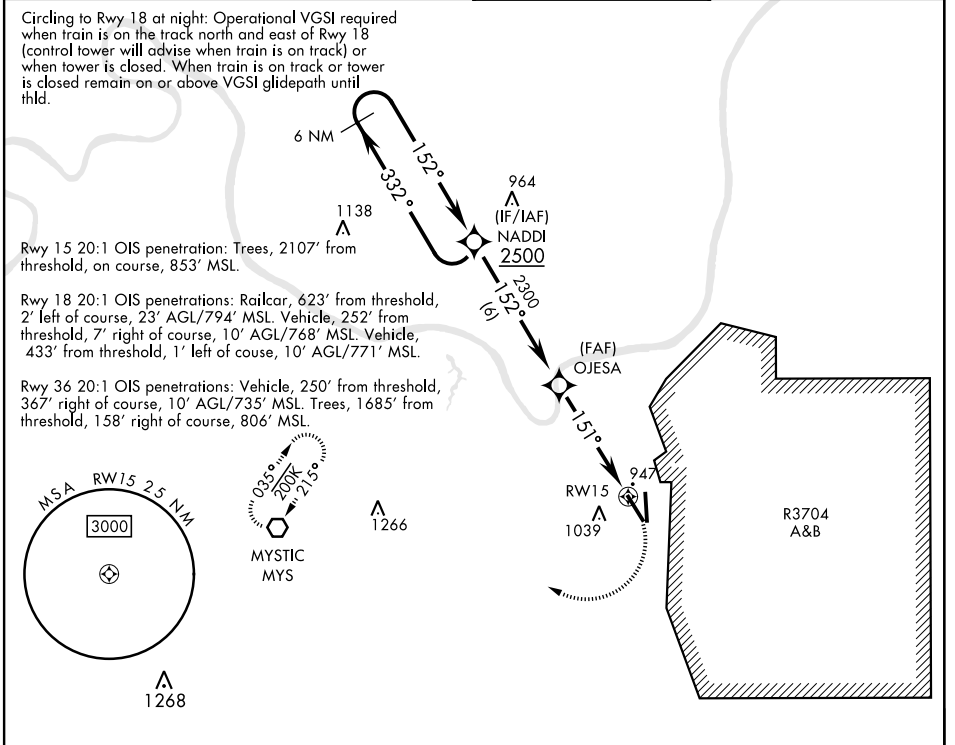 Circling to Rwy 18 at night: Operational VGSI required
when train is on the track north and east of Rwy 18
(control tower will advise when train is on track) or
when tower is closed. When train is on track or tower
is closed remain on or above VGSI glidepath until
thld.
6 NM
152°
332°
1138
964
(IF/IAF)
NADDI
2500
Rwy 15 20:1 OIS penetration: Trees, 2107' from
threshold, on course, 853' MSL.
2300
152°
(6)
Rwy 18 20:1 OIS penetrations: Railcar, 623' from threshold,
2' left of course, 23' AGL/794' MSL. Vehicle, 252' from
threshold, 7' right of course, 10' AGL/768' MSL. Vehicle,
433' from threshold, 1' left of couse, 10' AGL/771' MSL.
(FAF)
OJESA
Rwy 36 20:1 OIS penetrations: Vehicle, 250' from threshold,
367' right of course, 10' AGL/735' MSL. Trees, 1685' from
threshold, 158' right of course, 806' MSL.
151°
035°
200K
215°
MYSTIC
MYS
1266
947
RW15
1039
R3704
A&B
MSA RW15 25 NM
3000
1268